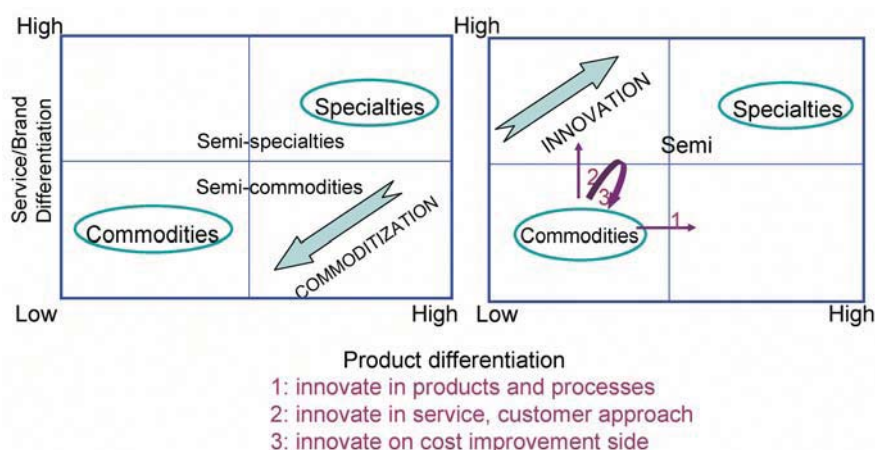 High
High
Service/Brand
Differentiation
Specialties
Semi-specialties
Semi-commodities
Commodities
COMMODITIZATION
Low
High
High
INNOVATION
Specialties
Semi
2
3
Commodities
1
Low
High
Product differentiation
1: innovate in products and processes
2: innovate in service, customer approach
3: innovate on cost improvement side